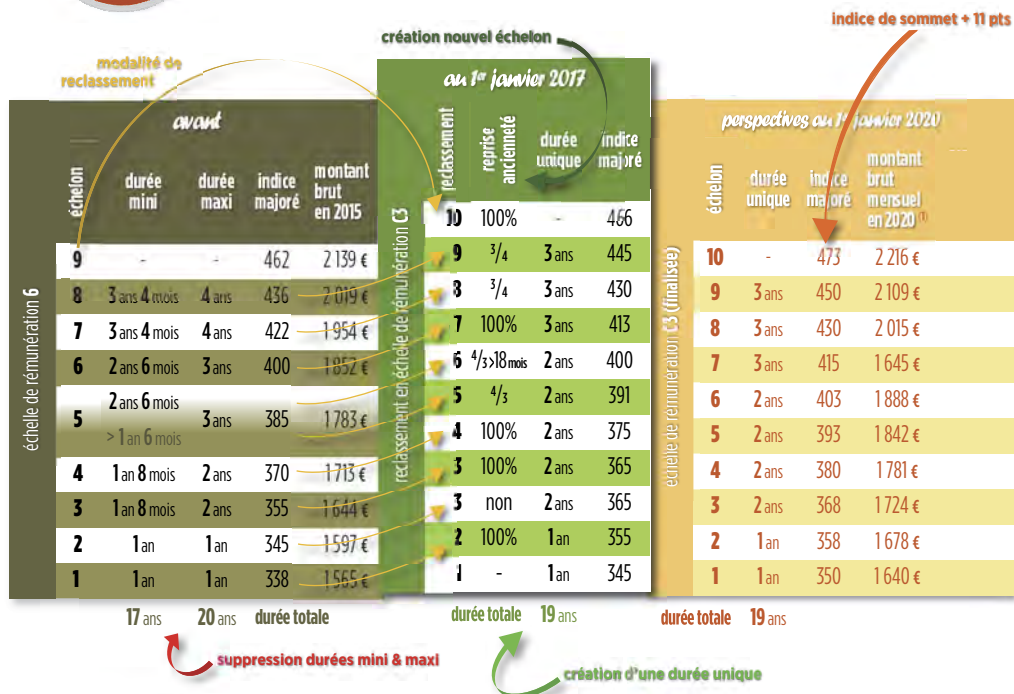 indice de sommet + 11 pts
création nouvel échelon
modalité de
reclassement
avant
échelle de rémunération 6
échelon
durée mini
durée maxi
indice majoré
montant brut en 2015
9 - - 462 2 139 €
8 3 ans 4 mois 4 ans 436 2 019 €
7 3 ans 4 mois 4 ans 422 1 954 €
6 2 ans 6 mois 3 ans 400 1 852 €
2 ans 6 mois
5 3 ans 385 1 783 €
> 1 an 6 mois
4 1 an 8 mois 2 ans 370 1 713 €
3 1 an 8 mois 2 ans 355 1 644 €
2 1 an 1 an 345 1 597 €
1 1 an 1 an 338 1 565 €
17 ans 20 ans durée totale
suppression durées mini & maxi
au 1er janvier 2017
reclassement en échelle de rémunération C3
reclassement
reprise ancienneté
durée unique
indice majoré
10 100% - 466
9 3/4 3 ans 445
8 3/4 3 ans 430
7 100% 3 ans 413
6 4/3>18 mois 2 ans 400
5 4/3 2 ans 391
4 100% 2 ans 375
3 100% 2 ans 365
3 non 2 ans 365
2 100% 1 an 355
1 - 1 an 345
durée totale 19 ans
création d'une durée unique
perspectives au 1er janvier 2020
échelle de rémunération C3 (finalisée)
échelon
durée unique
indice majoré
montant brut mensuel en 2020 (1)
10 - 473 2 216 €
9 3 ans 450 2 109 €
8 3 ans 430 2 015 €
7 3 ans 415 1 645 €
6 2 ans 403 1 888 €
5 2 ans 393 1 842 €
4 2 ans 380 1 781 €
3 2 ans 368 1 724 €
2 1 an 358 1 678 €
1 1 an 350 1 640 €
durée totale 19 ans